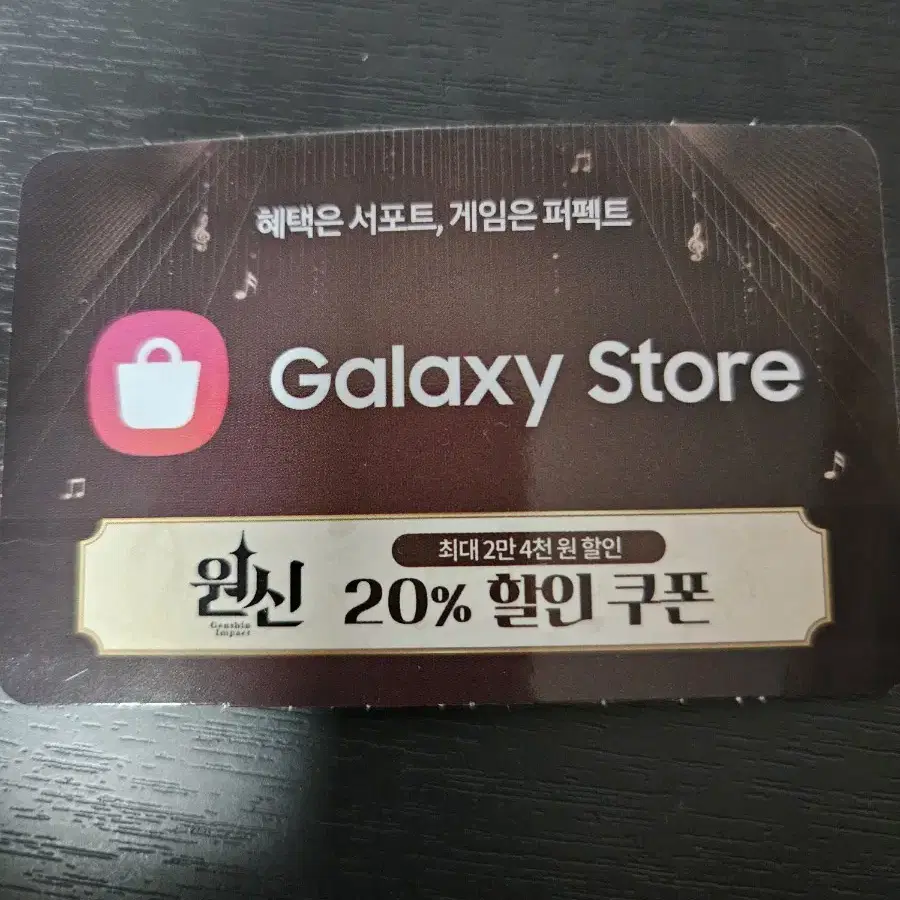 혜택은 서포트, 게임은 퍼펙트
Galaxy Store
최대 2만 4천 원 할인
원신
Genshin
Impact
20% 할인 쿠폰